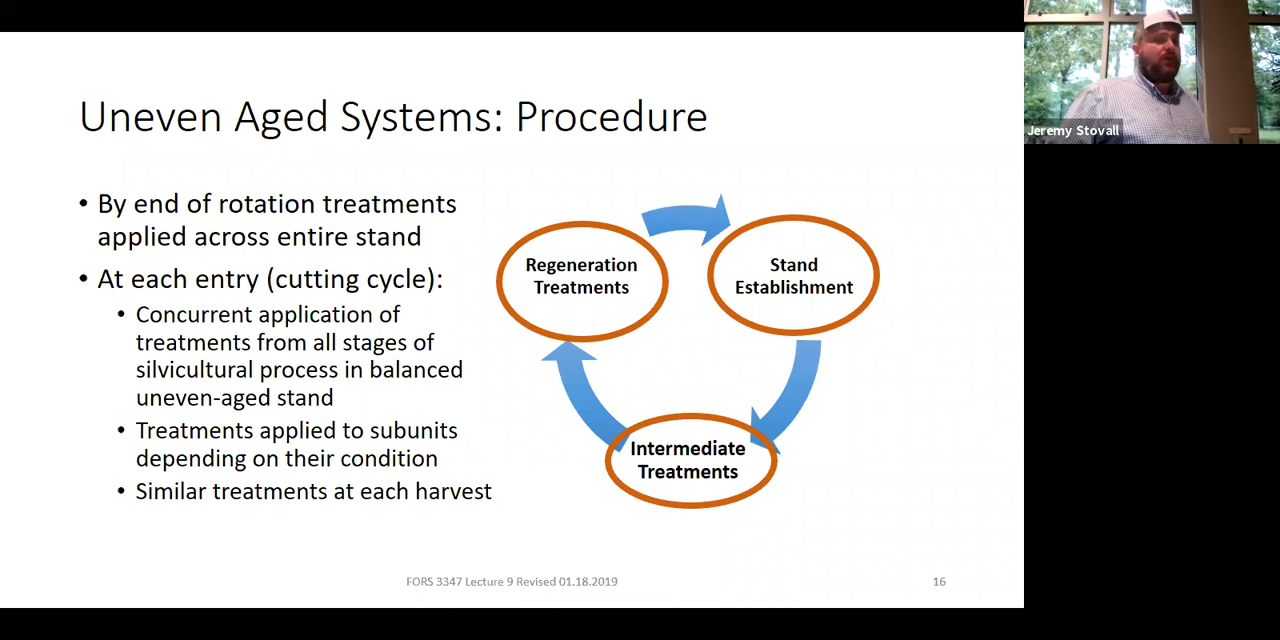 Uneven Aged Systems: Procedure
• By end of rotation treatments
applied across entire stand
• At each entry (cutting cycle):
• Concurrent application of
treatments from all stages of
silvicultural process in balanced
uneven-aged stand
• Treatments applied to subunits
depending on their condition
• Similar treatments at each harvest
Regeneration
Treatments
Stand
Establishment
Intermediate
Treatments
FORS 3347 Lecture 9 Revised 01.18.2019
16
Jeremy Stovall